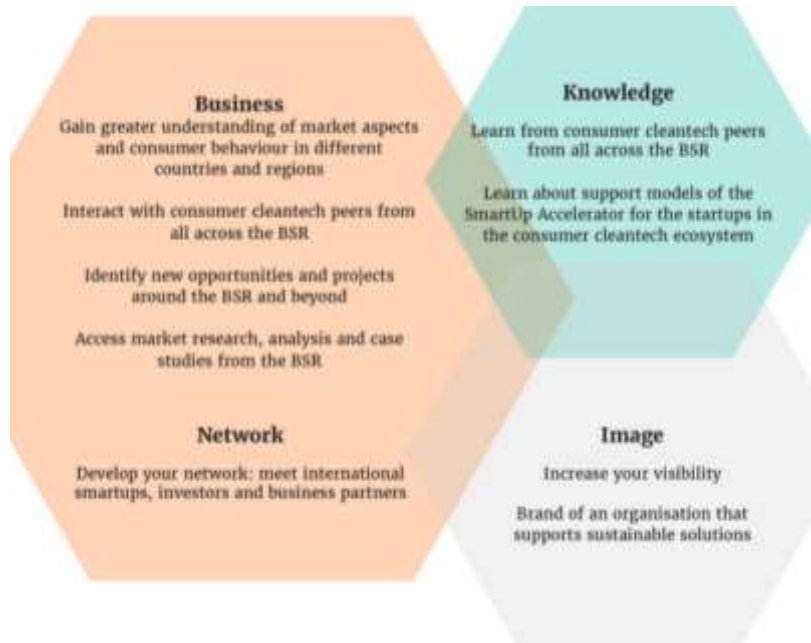 Business
Gain greater understanding of market aspects
and consumer behaviour in different
countries and regions
Interact with consumer cleantech peers from
all across the BSR
Identify new opportunities and projects
around the BSR and beyond
Access market research, analysis and case
studies from the BSR
Network
Develop your network: meet international
smartups, investors and business partners
Knowledge
Learn from consumer cleantech peers
from all across the BSR
Learn about support models of the
SmartUp Accelerator for the startups in
the consumer cleantech ecosystem
Image
Increase your visibility
Brand of an organisation that
supports sustainable solutions